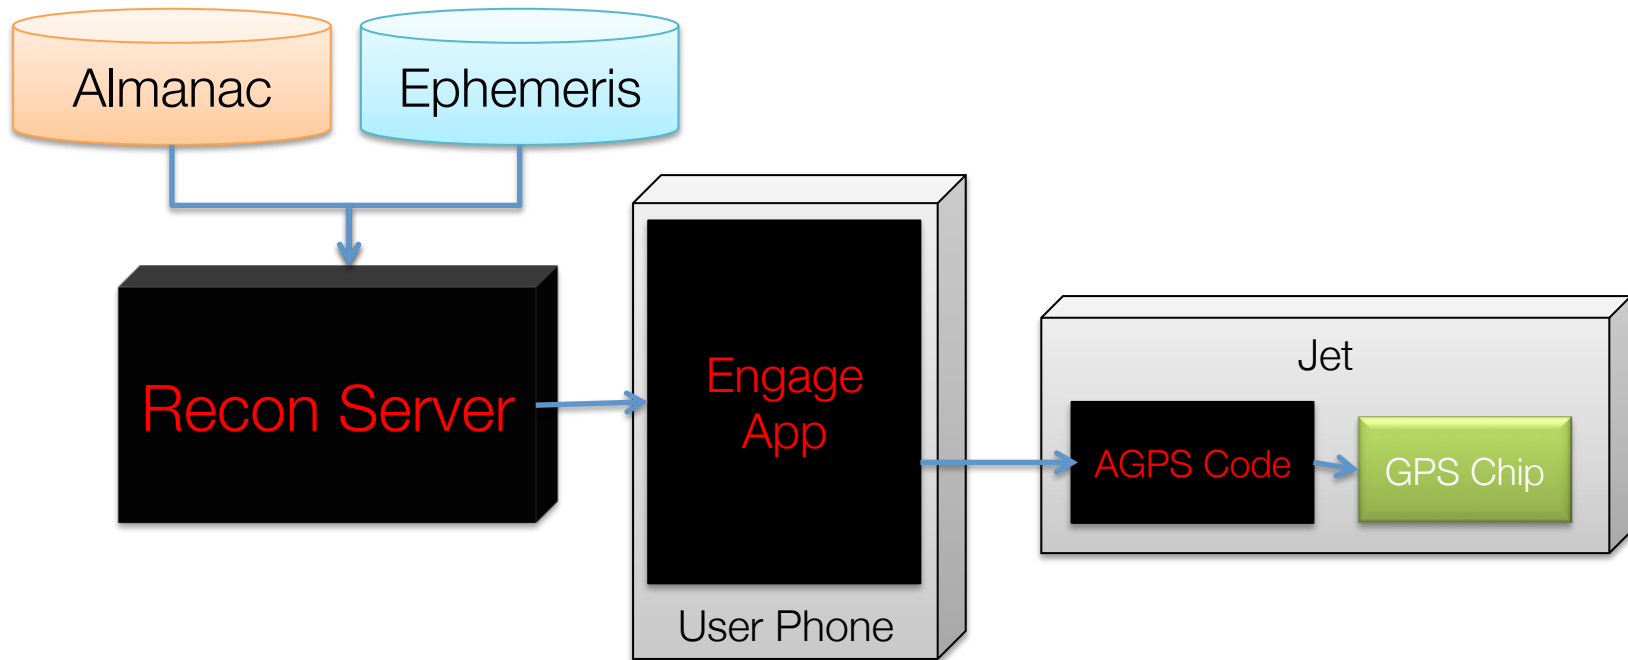 Almanac
Ephemeris
Recon Server
Engage
App
User Phone
Jet
AGPS Code
GPS Chip